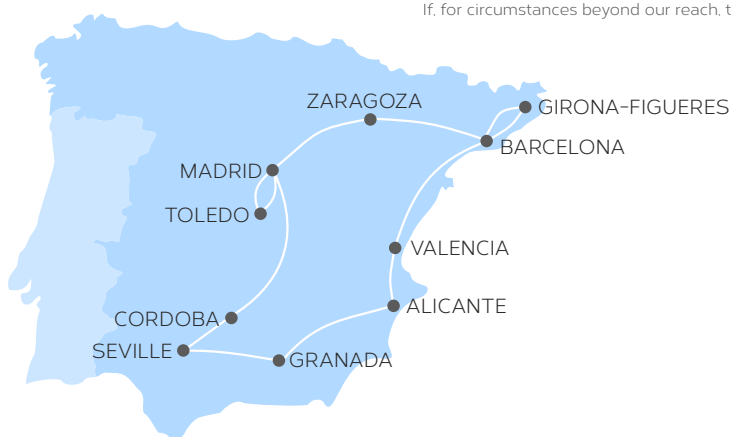 If, for circumstances beyond our reach, t
ZARAGOZA
GIRONA-FIGUERES
BARCELONA
MADRID
TOLEDO
VALENCIA
ALICANTE
CORDOBA
SEVILLE
GRANADA